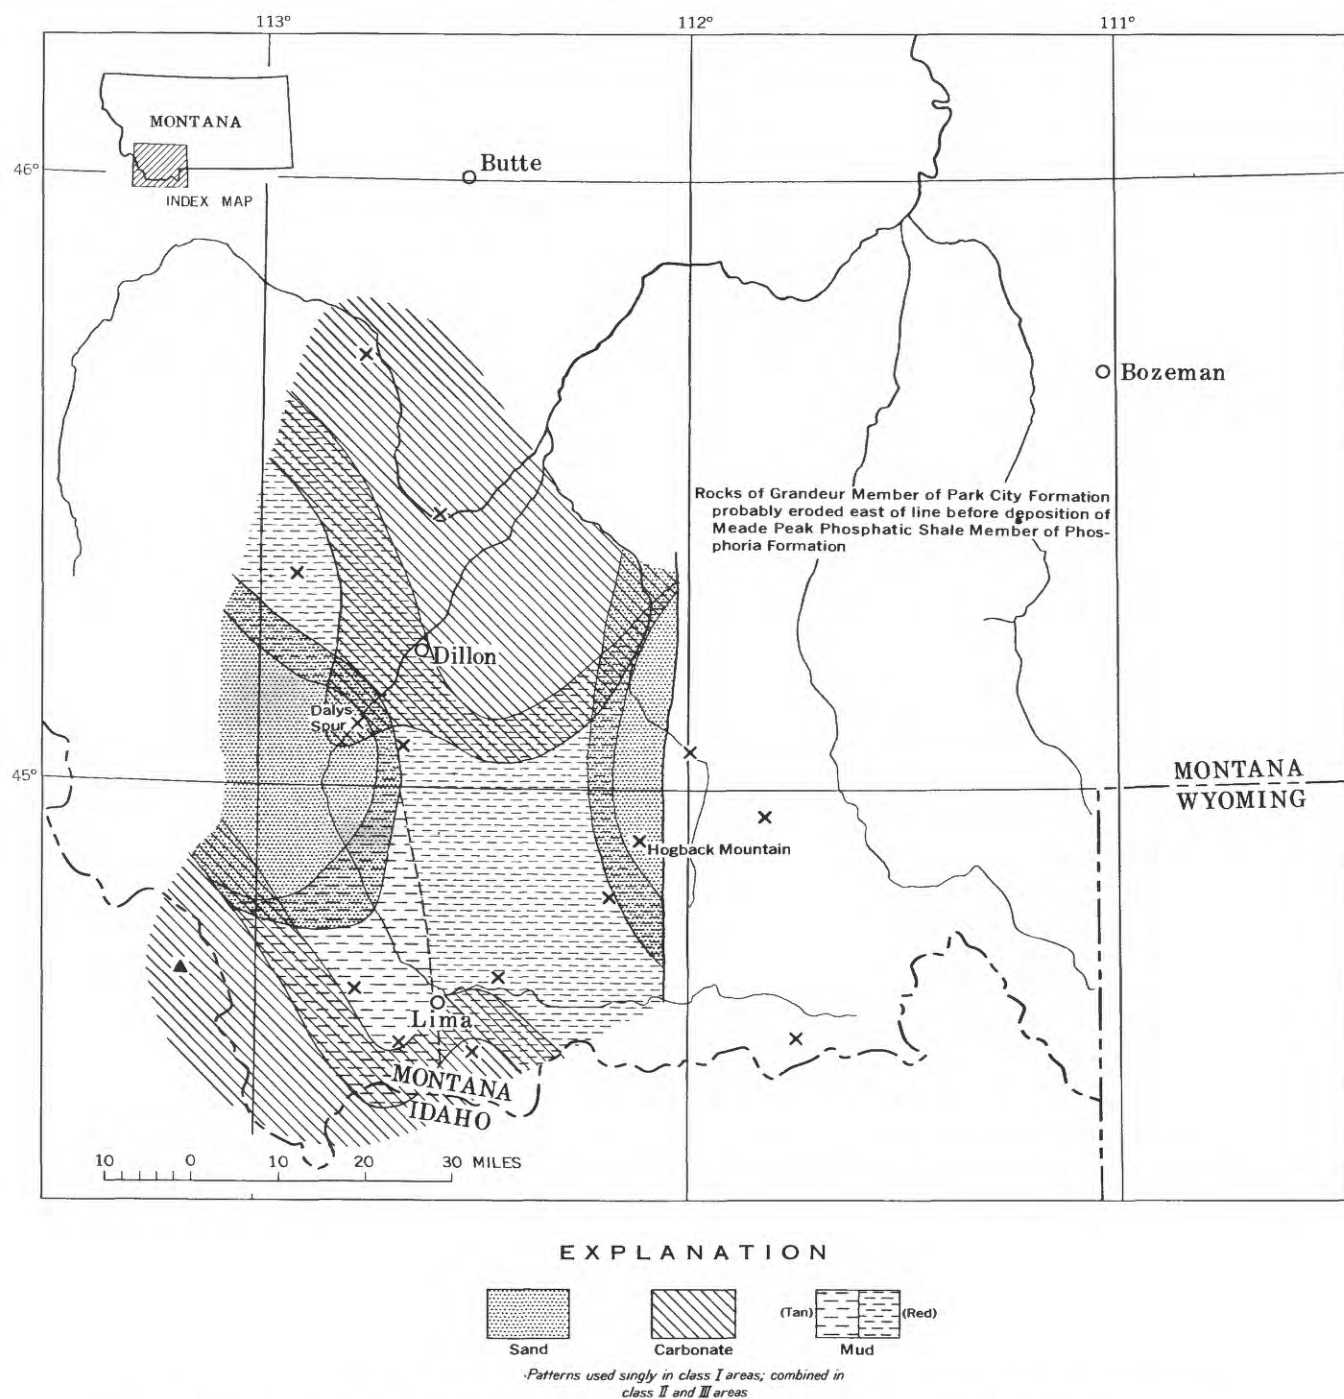 113°
112°
111°
MONTANA
46°
INDEX MAP
Butte
Bozeman
Rocks of Grandeur Member of Park City Formation
probably eroded east of line before deposition of
Meade Peak Phosphatic Shale Member of Phos-
phoria Formation
Dillon
Dalys
Spur
45°
MONTANA
WYOMING
Hogback Mountain
Lima
MONTANA
IDAHO
10 0 10 20 30 MILES
EXPLANATION
(Tan) (Red)
Sand Carbonate Mud
Patterns used singly in class I areas; combined in
class II and III areas